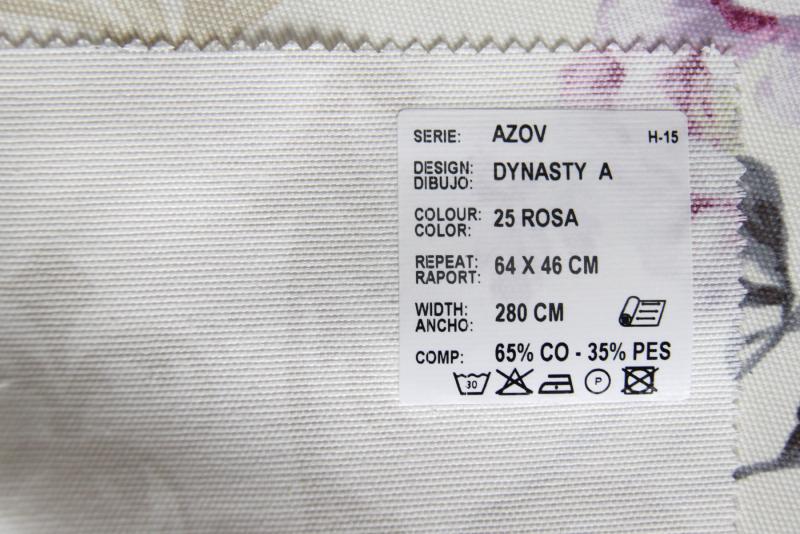 SERIE: AZOV H-15
DESIGN:
DIBUJO: DYNASTY A
COLOUR:
COLOR: 25 ROSA
REPEAT:
RAPORT: 64 X 46 CM
WIDTH:
ANCHO: 280 CM
COMP: 65% CO - 35% PES
30 P